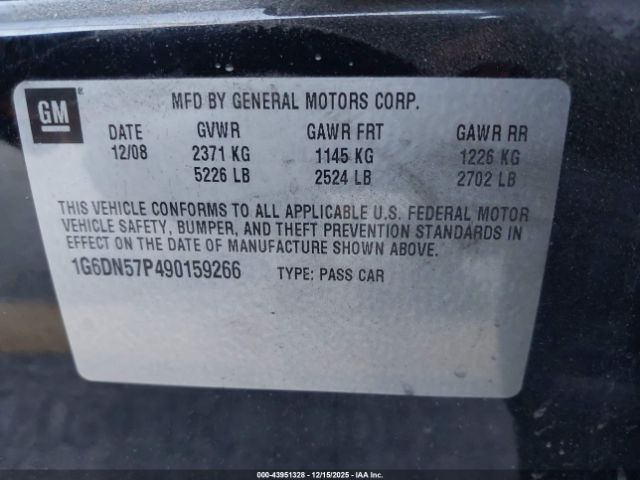 GM
MFD BY GENERAL MOTORS CORP.
DATE GVWR GAWR FRT GAWR RR
12/08 2371 KG 1145 KG 1226 KG
5226 LB 2524 LB 2702 LB
THIS VEHICLE CONFORMS TO ALL APPLICABLE U.S. FEDERAL MOTOR
VEHICLE SAFETY, BUMPER, AND THEFT PREVENTION STANDARDS IN
EFFECT ON THE DATE OF MANUFACTURE SHOWN ABOVE.
1G6DN57P490159266 TYPE: PASS CAR
000-43951328 - 12/15/2025 - IAA Inc.